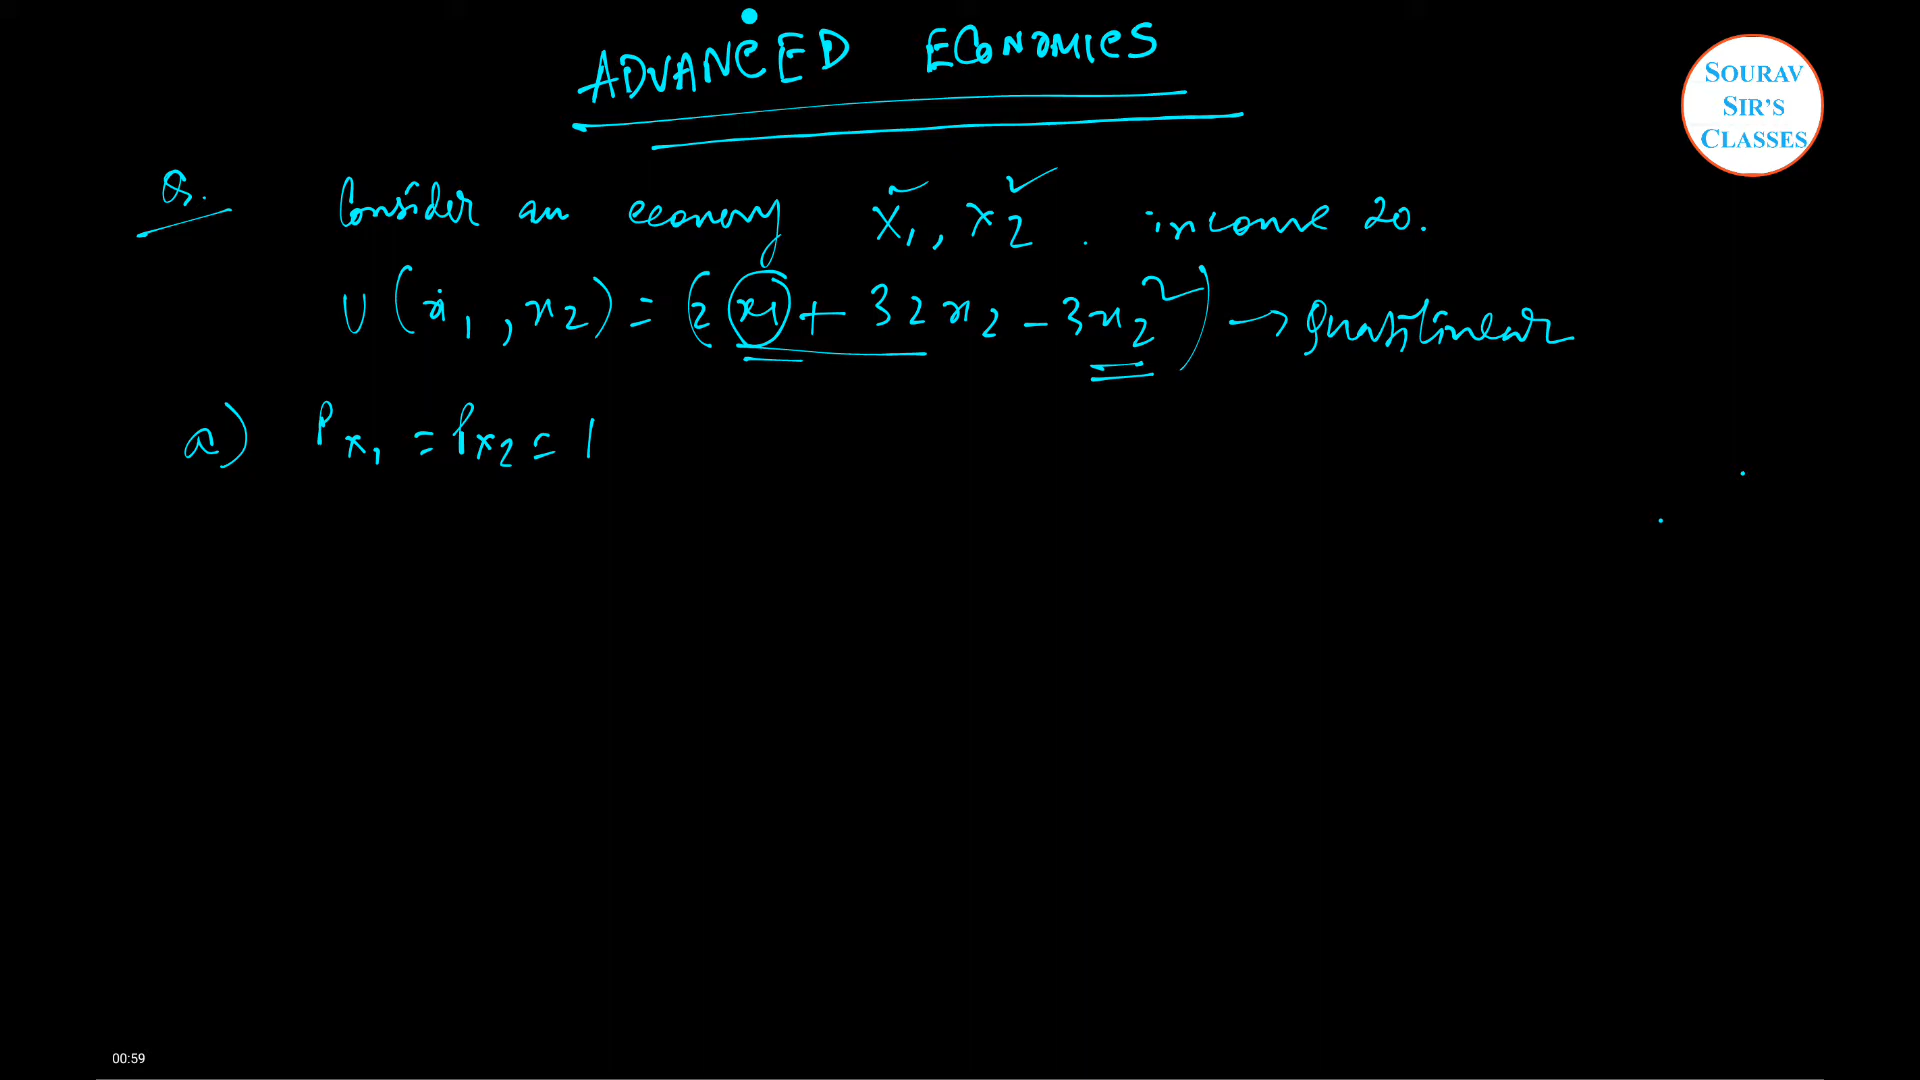 ADVANCED ECONOMICS
SOURAV
SIR'S
CLASSES
Q. Consider an economy X₁, X₂. income 20.
U(x₁, x₂) = (2x₁ + 32x₂ - 3x₂²) → Quasilinear
a) Pₓ₁ = Pₓ₂ = 1
00:59